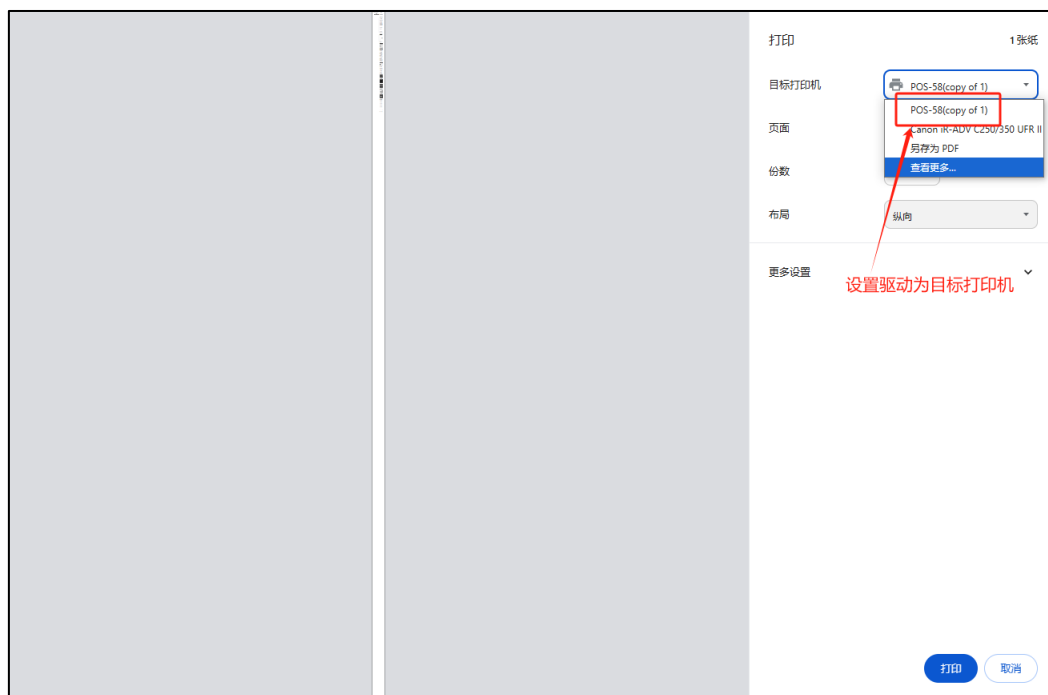 打印
1 张纸
目标打印机
POS-58(copy of 1)
POS-58(copy of 1)
页面
Canon iR-ADV C250/350 UFR II
另存为 PDF
份数
查看更多...
布局
纵向
更多设置
设置驱动为目标打印机
打印
取消